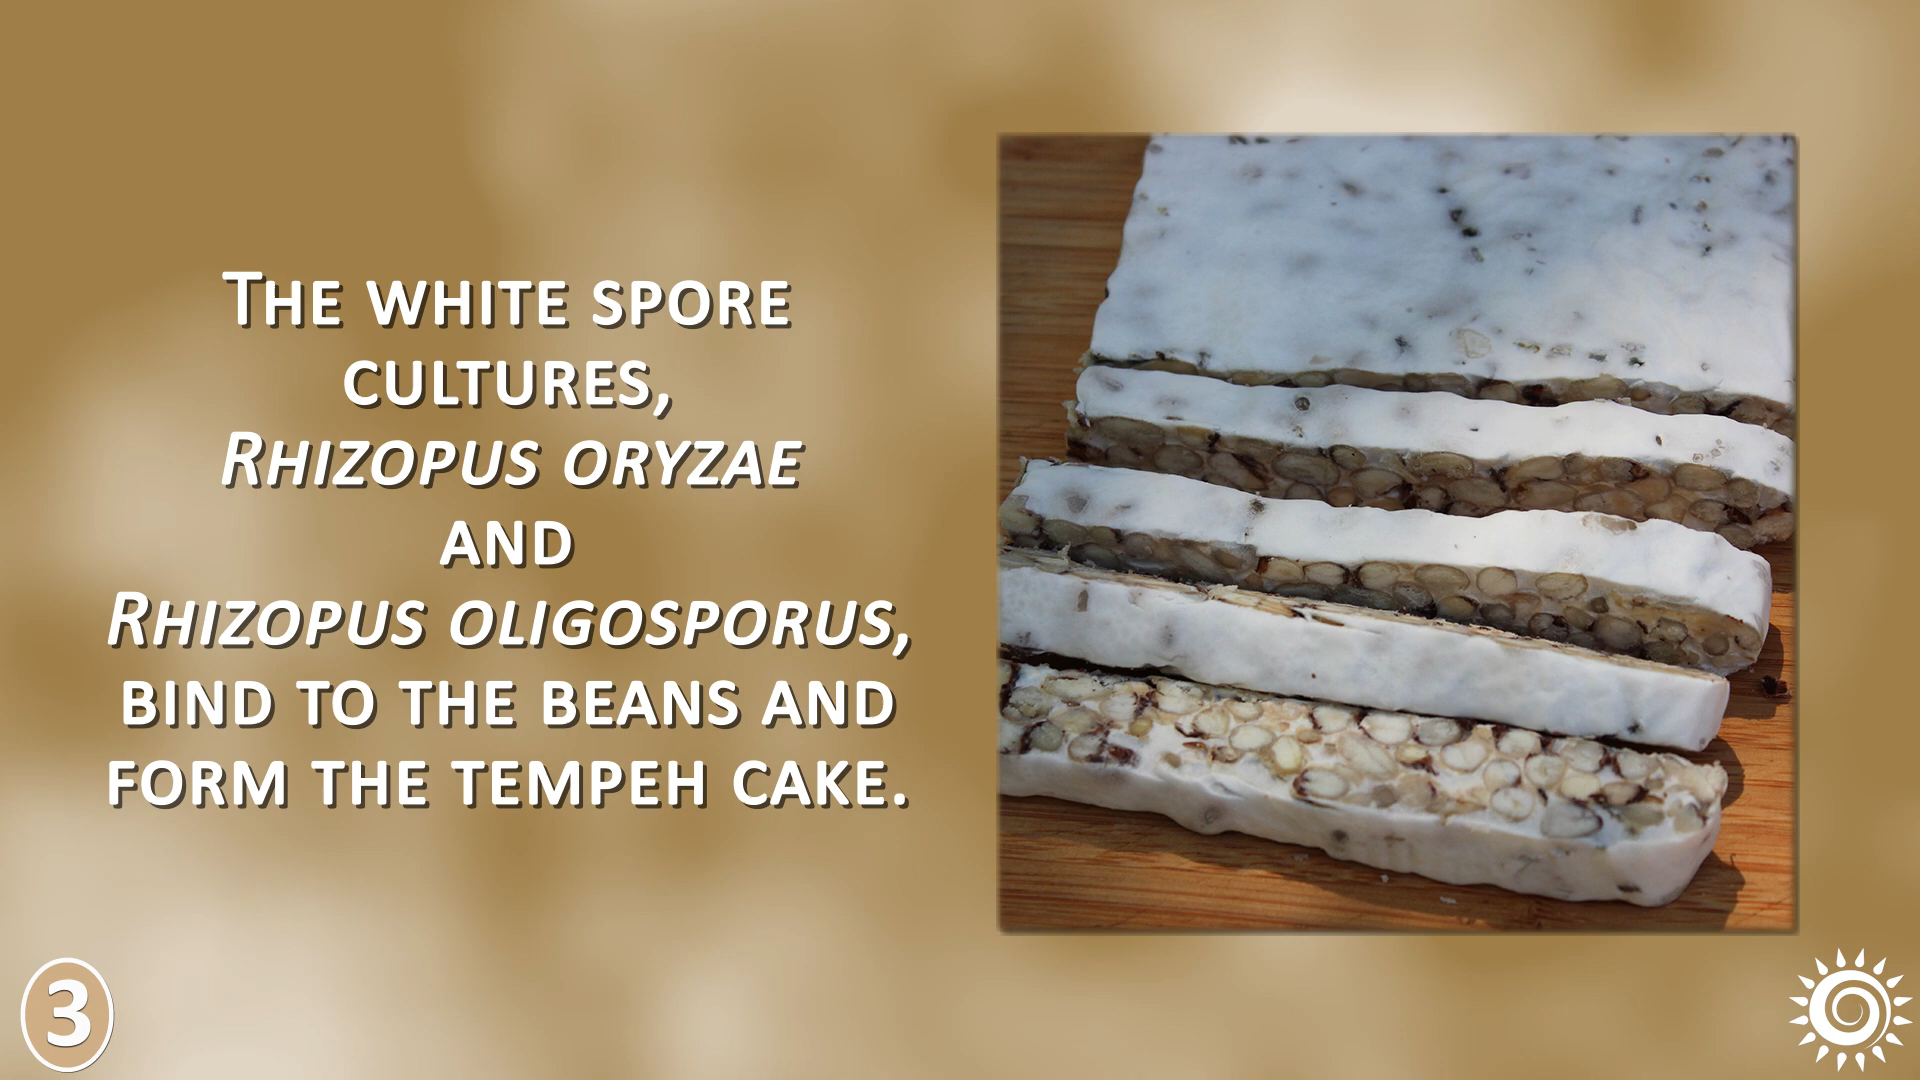 The white spore
cultures,
Rhizopus oryzae
and
Rhizopus oligosporus,
bind to the beans and
form the tempeh cake.
3